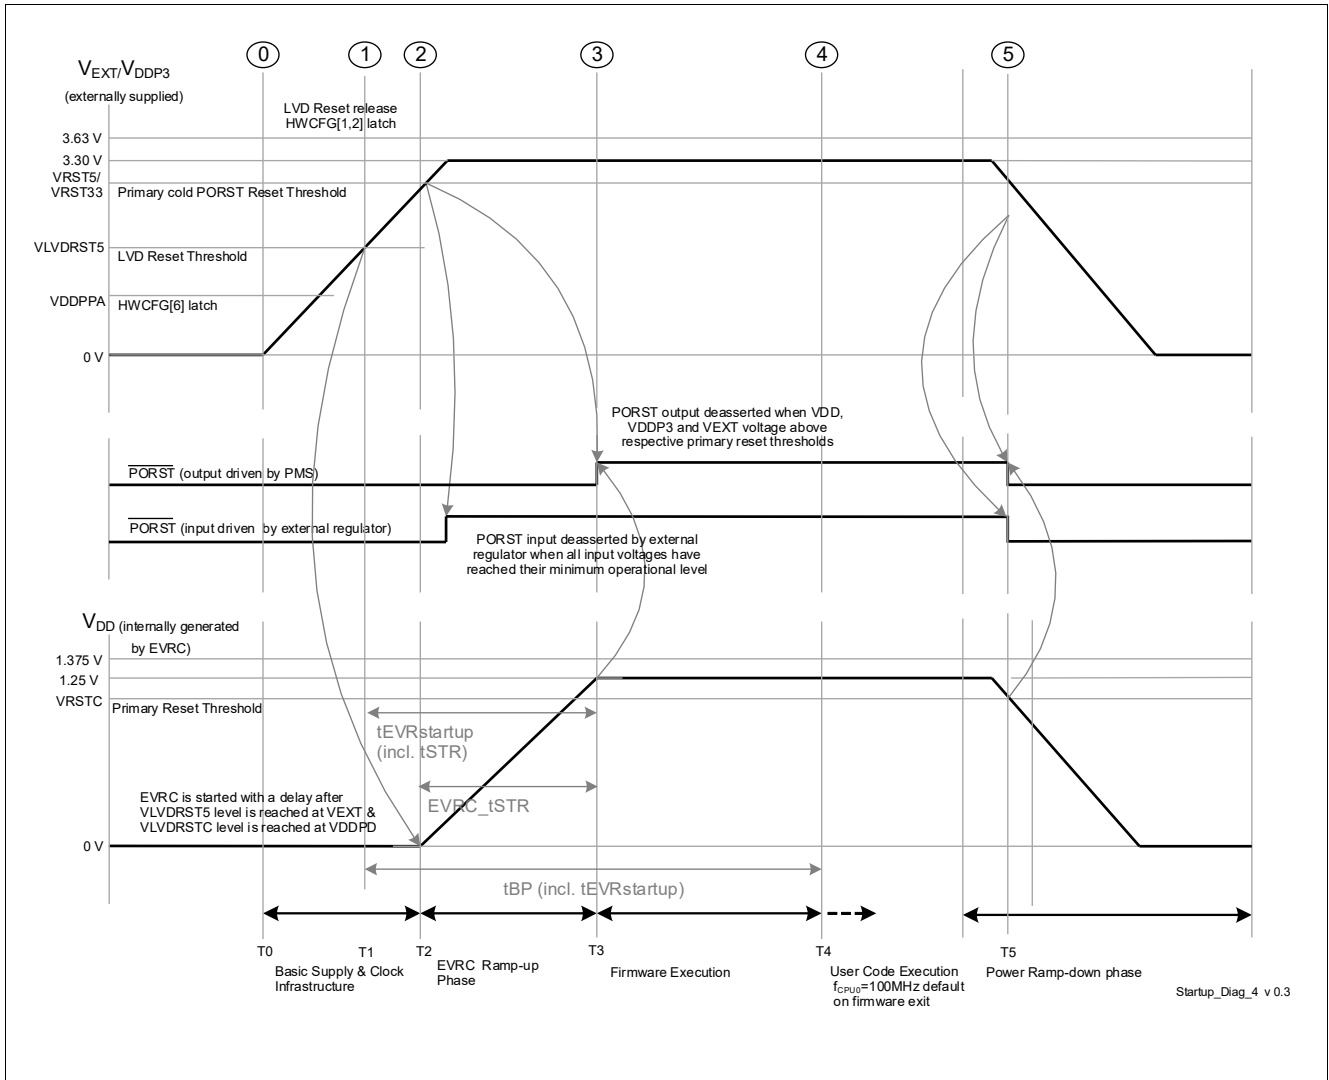 0 1 2 3 4 5
VEXT/VDDP3
(externally supplied)
LVD Reset release
HWCFG[1,2] latch
3.63 V
3.30 V
VRST5/
VRST33
Primary cold PORST Reset Threshold
VLVDRST5
LVD Reset Threshold
VDDPPA
HWCFG[6] latch
0 V
PORST output deasserted when VDD,
VDDP3 and VEXT voltage above
respective primary reset thresholds
PORST (output driven by PMS)
PORST (input driven by external regulator)
PORST input deasserted by external
regulator when all input voltages have
reached their minimum operational level
VDD (internally generated
by EVRC)
1.375 V
1.25 V
VRSTC
Primary Reset Threshold
tEVRstartup
(incl. tSTR)
EVRC_tSTR
EVRC is started with a delay after
VLVDRST5 level is reached at VEXT &
VLVDRSTC level is reached at VDDPD
0 V
tBP (incl. tEVRstartup)
T0 T1 T2 T3 T4 T5
Basic Supply & Clock
Infrastructure
EVRC Ramp-up
Phase
Firmware Execution
User Code Execution
fCPU0=100MHz default
on firmware exit
Power Ramp-down phase
Startup_Diag_4 v 0.3